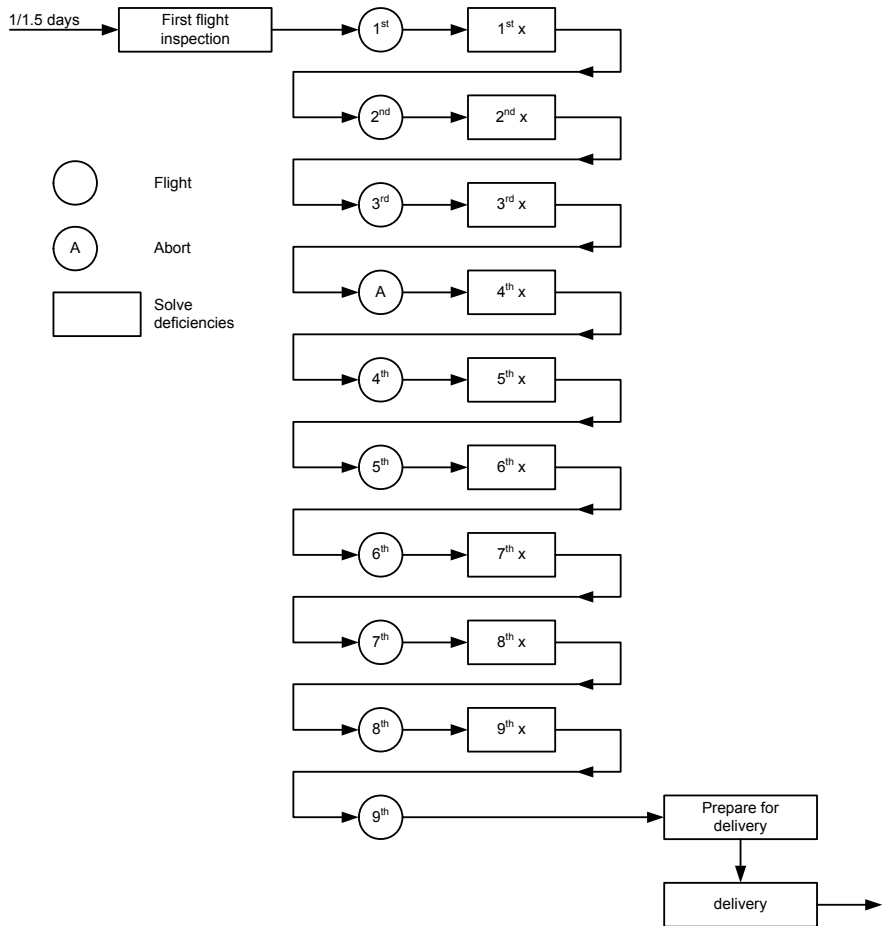 1/1.5 days
First flight
inspection
1st
1st x
2nd
2nd x
Flight
3rd
3rd x
A
Abort
A
4th x
Solve
deficiencies
4th
5th x
5th
6th x
6th
7th x
7th
8th x
8th
9th x
9th
Prepare for
delivery
delivery